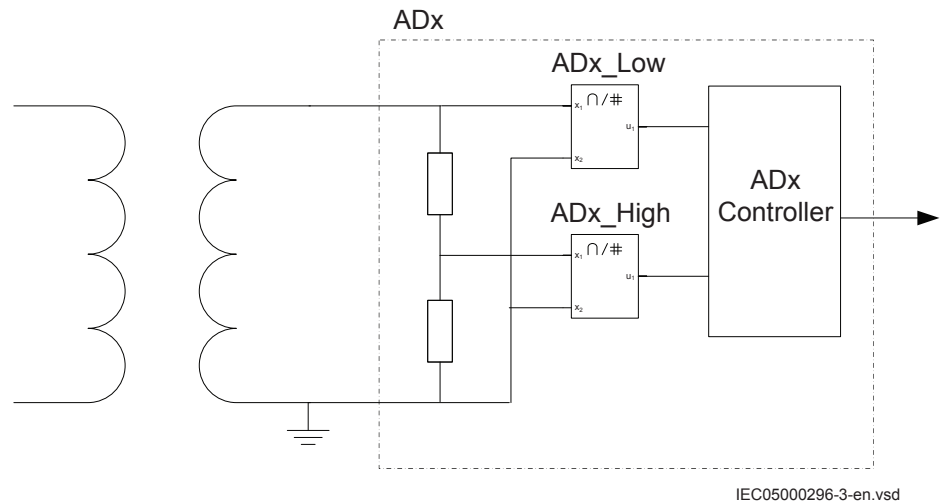 ADx
ADx_Low
x1 ∩/#
u1
x2
ADx_High
x1 ∩/#
u1
x2
ADx
Controller
IEC05000296-3-en.vsd